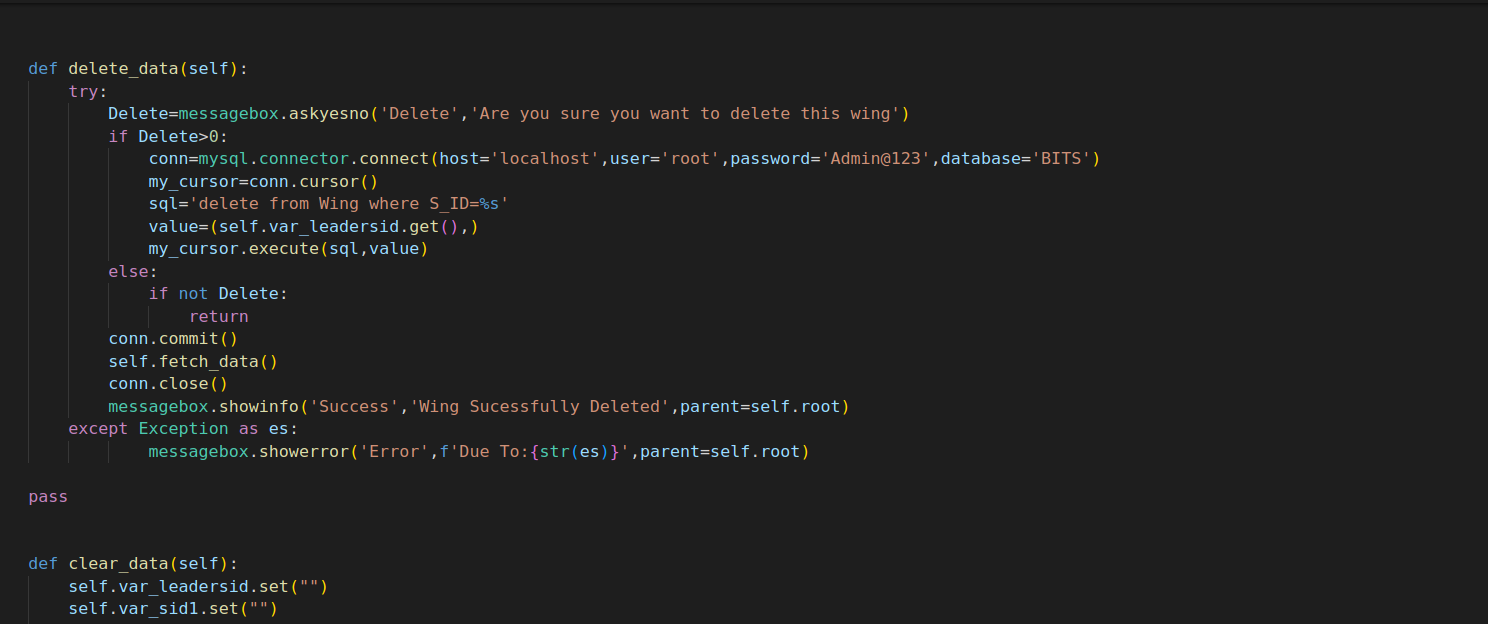 def delete_data(self):
    try:
        Delete=messagebox.askyesno('Delete','Are you sure you want to delete this wing')
        if Delete>0:
            conn=mysql.connector.connect(host='localhost',user='root',password='Admin@123',database='BITS')
            my_cursor=conn.cursor()
            sql='delete from Wing where S_ID=%s'
            value=(self.var_leadersid.get(),)
            my_cursor.execute(sql,value)
        else:
            if not Delete:
                return
        conn.commit()
        self.fetch_data()
        conn.close()
        messagebox.showinfo('Success','Wing Sucessfully Deleted',parent=self.root)
    except Exception as es:
            messagebox.showerror('Error',f'Due To:{str(es)}',parent=self.root)
pass
def clear_data(self):
    self.var_leadersid.set("")
    self.var_sid1.set("")